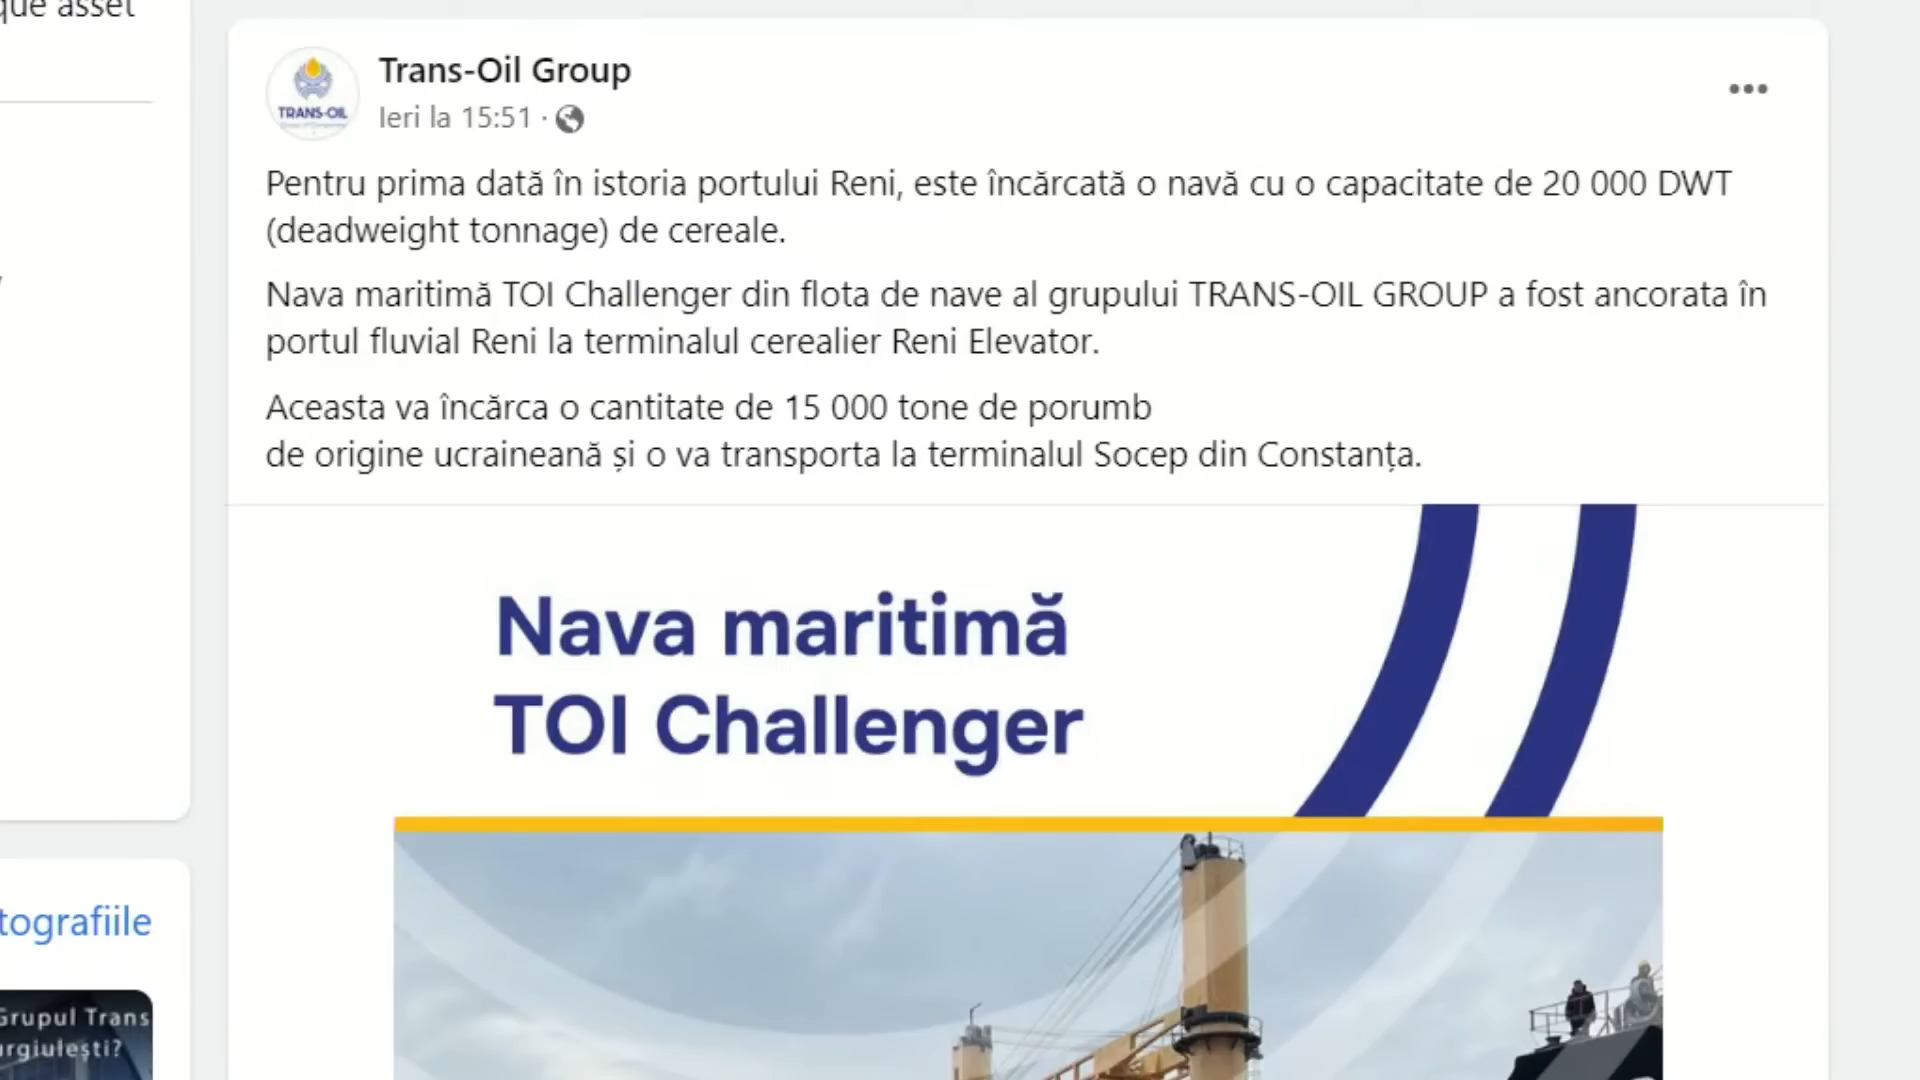 que asset
Trans-Oil Group
TRANS-OIL
Ieri la 15:51 ·
Pentru prima dată în istoria portului Reni, este încărcată o navă cu o capacitate de 20 000 DWT
(deadweight tonnage) de cereale.
Nava maritimă TOI Challenger din flota de nave al grupului TRANS-OIL GROUP a fost ancorata în
portul fluvial Reni la terminalul cerealier Reni Elevator.
Aceasta va încărca o cantitate de 15 000 tone de porumb
de origine ucraineană și o va transporta la terminalul Socep din Constanța.
Nava maritimă
TOI Challenger
tografiile
Grupul Trans
urgiulești?